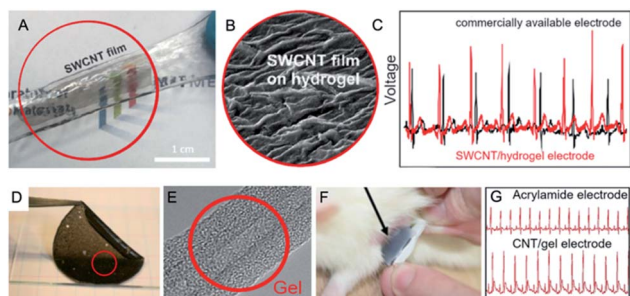 A
SWCNT film
1 cm
B
SWCNT film
on hydrogel
C
commercially available electrode
Voltage
SWCNT/hydrogel electrode
D
E
Gel
F
G
Acrylamide electrode
CNT/gel electrode